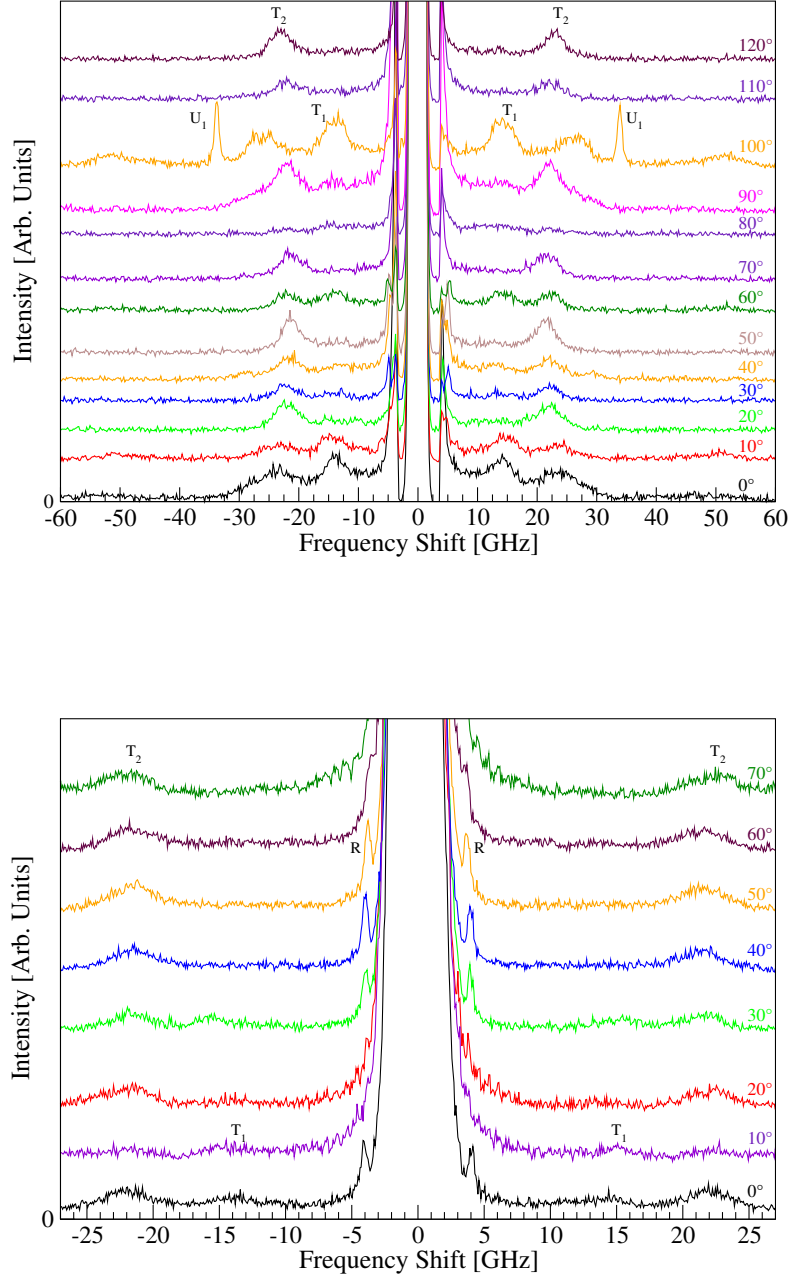 T2 T2
120°
110°
U1 T1 T1 U1
100°
90°
80°
70°
60°
50°
40°
30°
20°
10°
0°
Intensity [Arb. Units]
0
-60 -50 -40 -30 -20 -10 0 10 20 30 40 50 60
Frequency Shift [GHz]
T2 T2
70°
60°
R R
50°
40°
30°
20°
T1 T1
10°
0°
Intensity [Arb. Units]
0
-25 -20 -15 -10 -5 0 5 10 15 20 25
Frequency Shift [GHz]